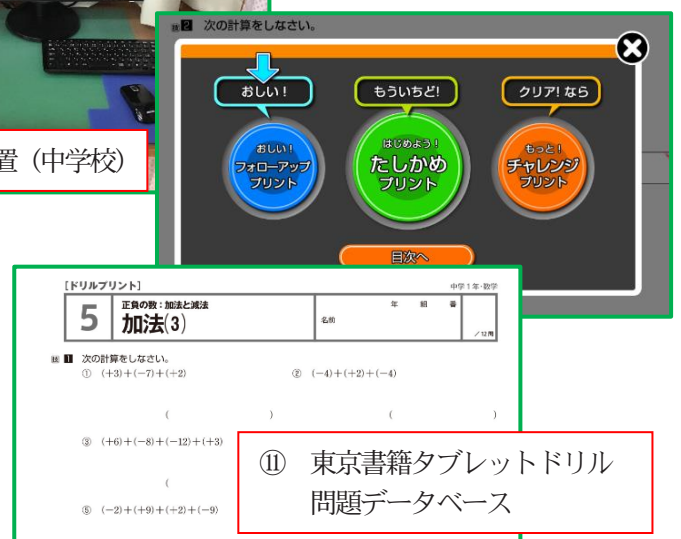 2 次の計算をしなさい。
おしい!
もういちど!
クリア! なら
おしい!
フォローアップ
プリント
はじめよう!
たしかめ
プリント
もっと!
チャレンジ
プリント
目次へ
置(中学校)
[ドリルプリント]
中学1年・数学
5
正負の数:加法と減法
加法(3)
年 組 番
名前
/12問
1 次の計算をしなさい。
① (+3)+(−7)+(+2)
② (−4)+(+2)+(−4)
( )
( )
③ (+6)+(−8)+(−12)+(+3)
(
⑤ (−2)+(+9)+(+2)+(−9)
⑪ 東京書籍タブレットドリル
問題データベース